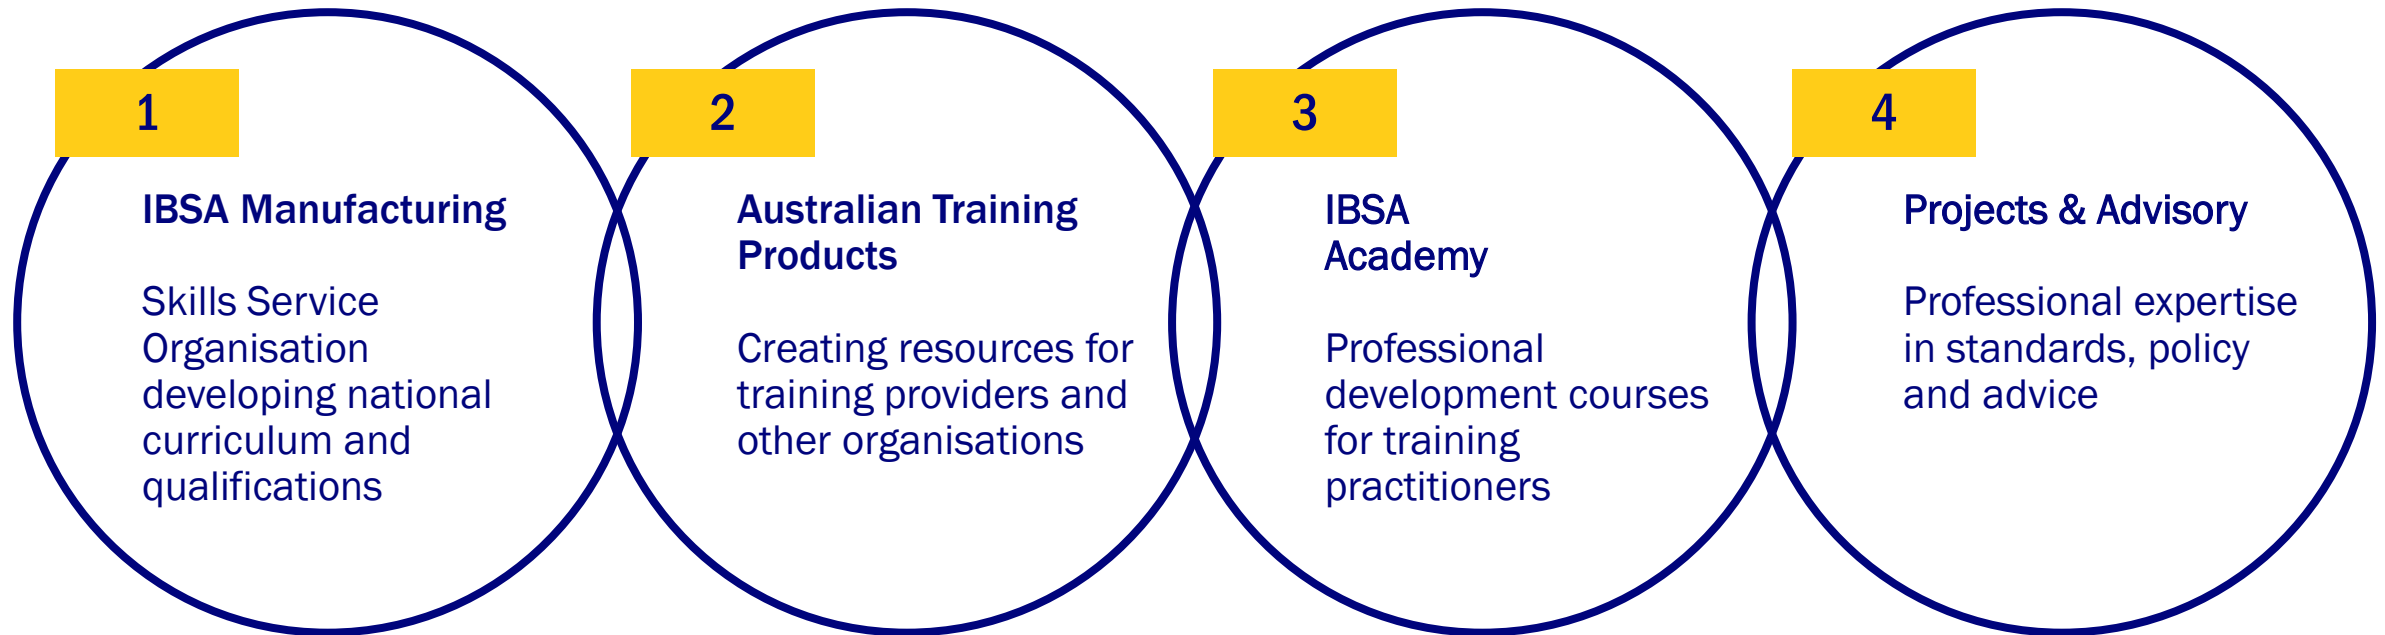 1
IBSA Manufacturing
Skills Service
Organisation
developing national
curriculum and
qualifications
2
Australian Training
Products
Creating resources for
training providers and
other organisations
3
IBSA
Academy
Professional
development courses
for training
practitioners
4
Projects & Advisory
Professional expertise
in standards, policy
and advice